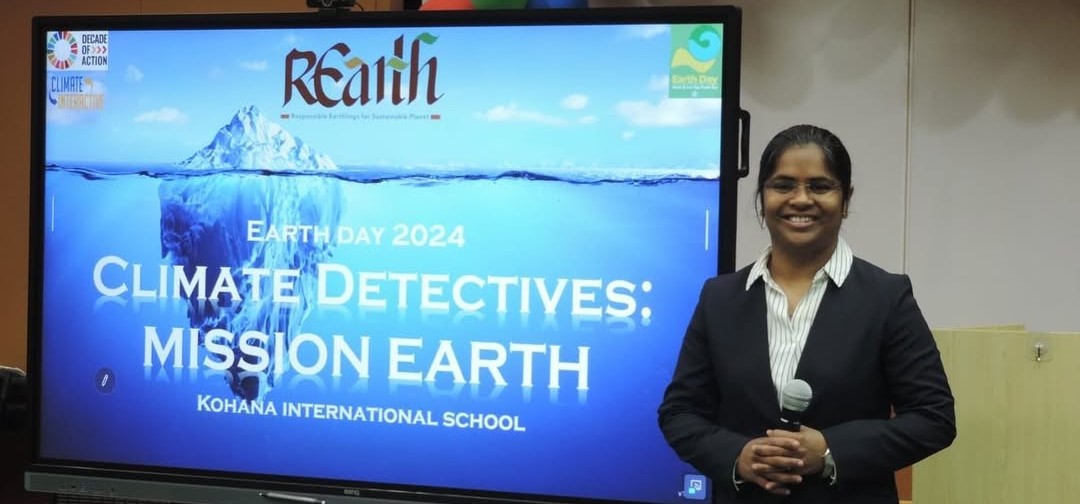 DECADE
OF >>>
ACTION
CLIMATE
INTERACTIVE
REarth
Responsible Earthlings for Sustainable Planet
Earth Day
EARTH DAY 2024
CLIMATE DETECTIVES:
MISSION EARTH
KOHANA INTERNATIONAL SCHOOL
BENQ